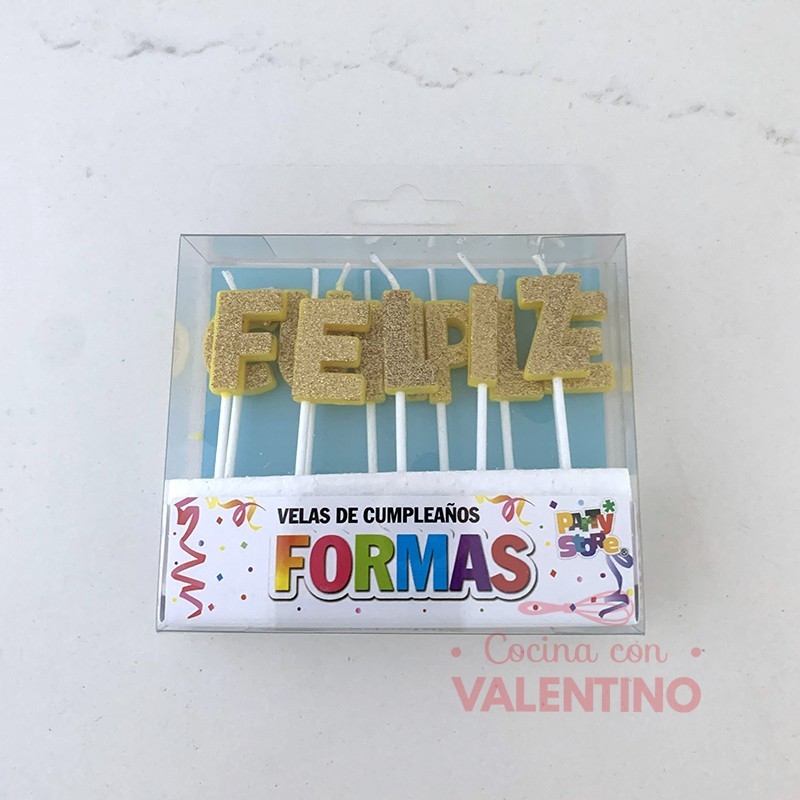 FELIZ
VELAS DE CUMPLEAÑOS
FORMAS
PARTY
STORE®
• Cocina con •
VALENTINO